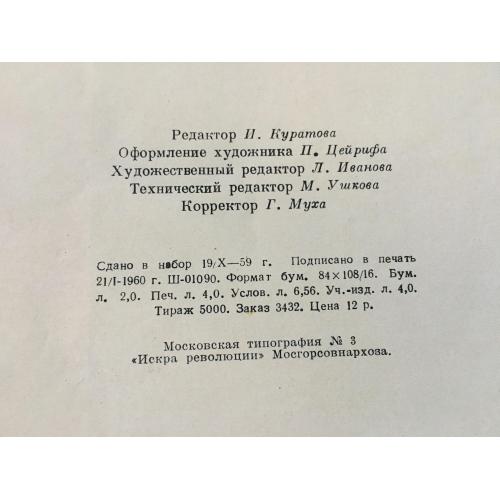 Редактор И. Куратова
Оформление художника П. Цейрифа
Художественный редактор Л. Иванова
Технический редактор М. Ушкова
Корректор Г. Муха
Сдано в набор 19/X—59 г. Подписано в печать
21/I-1960 г. Ш-01090. Формат бум. 84×108/16. Бум.
л. 2,0. Печ. л. 4,0. Услов. л. 6,56. Уч.-изд. л. 4,0.
Тираж 5000. Заказ 3432. Цена 12 р.
Московская типография № 3
«Искра революции» Мосгорсовнархоза.